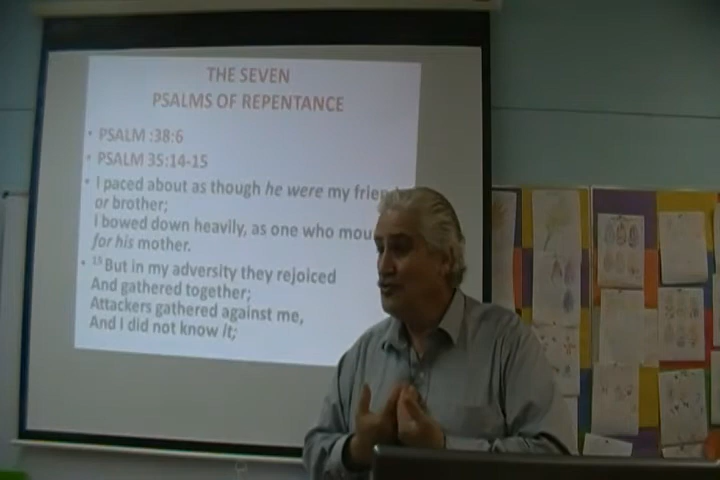 THE SEVEN
PSALMS OF REPENTANCE
• PSALM :38:6
• PSALM 35:14-15
• I paced about as though he were my
or brother;
I bowed down heavily, as one who
for his mother.
• 15 But in my adversity they rejoiced
And gathered together;
Attackers gathered against me,
And I did not know it;